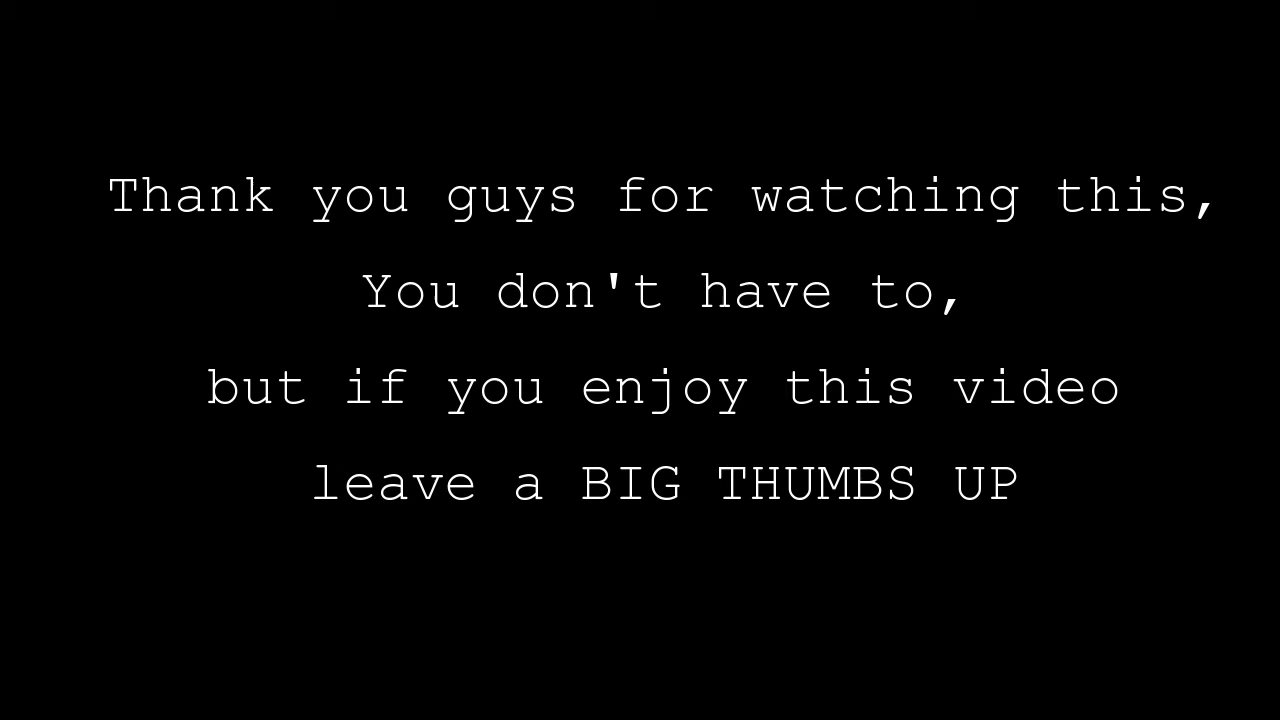 Thank you guys for watching this,
You don't have to,
but if you enjoy this video
leave a BIG THUMBS UP